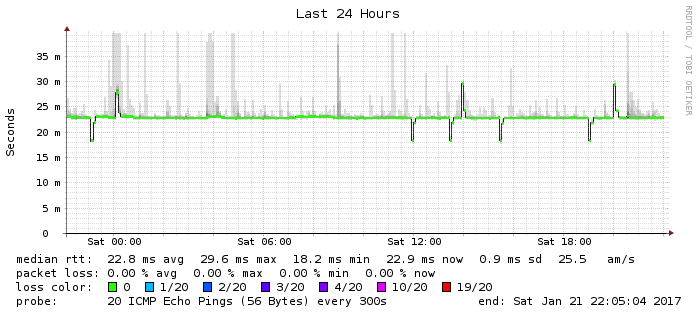 Last 24 Hours
RRDTOOL / TOBI OETIKER
Seconds
35 m
30 m
25 m
20 m
15 m
10 m
5 m
0
Sat 00:00 Sat 06:00 Sat 12:00 Sat 18:00
median rtt: 22.8 ms avg 29.6 ms max 18.2 ms min 22.9 ms now 0.9 ms sd 25.5 am/s
packet loss: 0.00 % avg 0.00 % max 0.00 % min 0.00 % now
loss color: 0 1/20 2/20 3/20 4/20 10/20 19/20
probe: 20 ICMP Echo Pings (56 Bytes) every 300s end: Sat Jan 21 22:05:04 2017